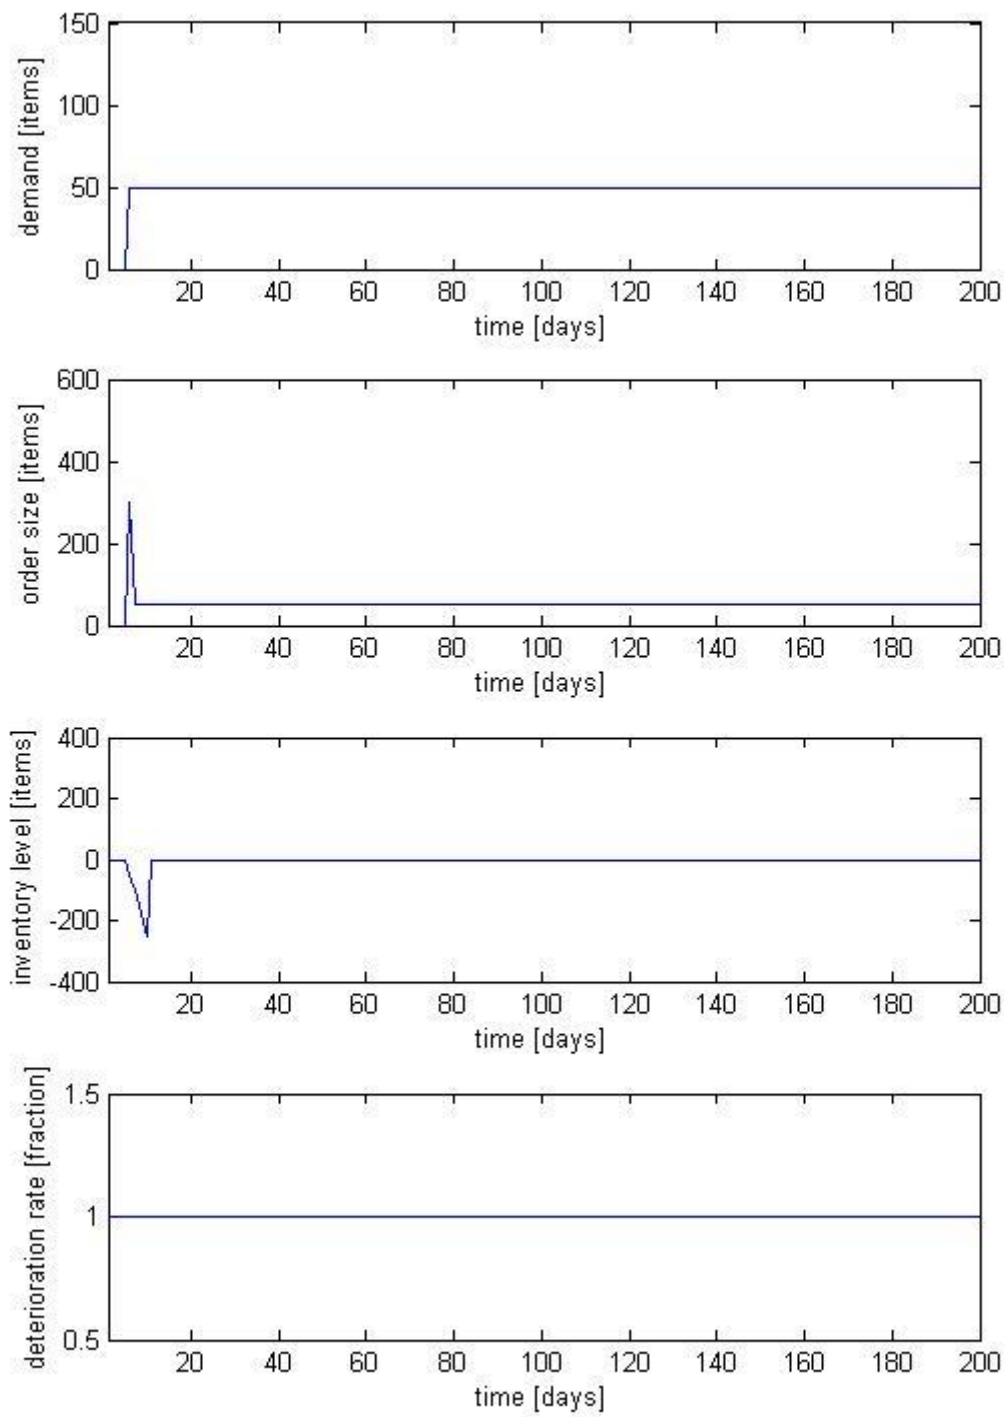 demand [items]
150
100
50
0
20 40 60 80 100 120 140 160 180 200
time [days]
order size [items]
600
400
200
0
20 40 60 80 100 120 140 160 180 200
time [days]
inventory level [items]
400
200
0
-200
-400
20 40 60 80 100 120 140 160 180 200
time [days]
deterioration rate [fraction]
1.5
1
0.5
20 40 60 80 100 120 140 160 180 200
time [days]